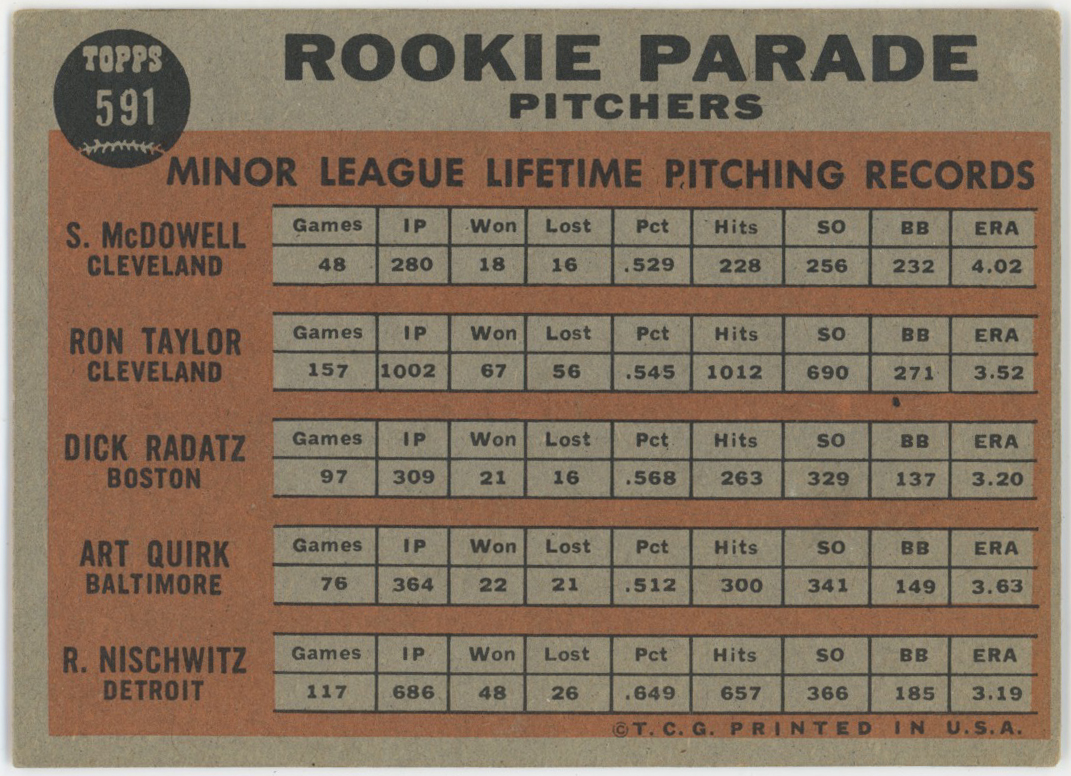 TOPPS
591
ROOKIE PARADE
PITCHERS
MINOR LEAGUE LIFETIME PITCHING RECORDS
S. McDOWELL
CLEVELAND
Games IP Won Lost Pct Hits SO BB ERA
48 280 18 16 .529 228 256 232 4.02
RON TAYLOR
CLEVELAND
Games IP Won Lost Pct Hits SO BB ERA
157 1002 67 56 .545 1012 690 271 3.52
DICK RADATZ
BOSTON
Games IP Won Lost Pct Hits SO BB ERA
97 309 21 16 .568 263 329 137 3.20
ART QUIRK
BALTIMORE
Games IP Won Lost Pct Hits SO BB ERA
76 364 22 21 .512 300 341 149 3.63
R. NISCHWITZ
DETROIT
Games IP Won Lost Pct Hits SO BB ERA
117 686 48 26 .649 657 366 185 3.19
©T.C.G. PRINTED IN U.S.A.